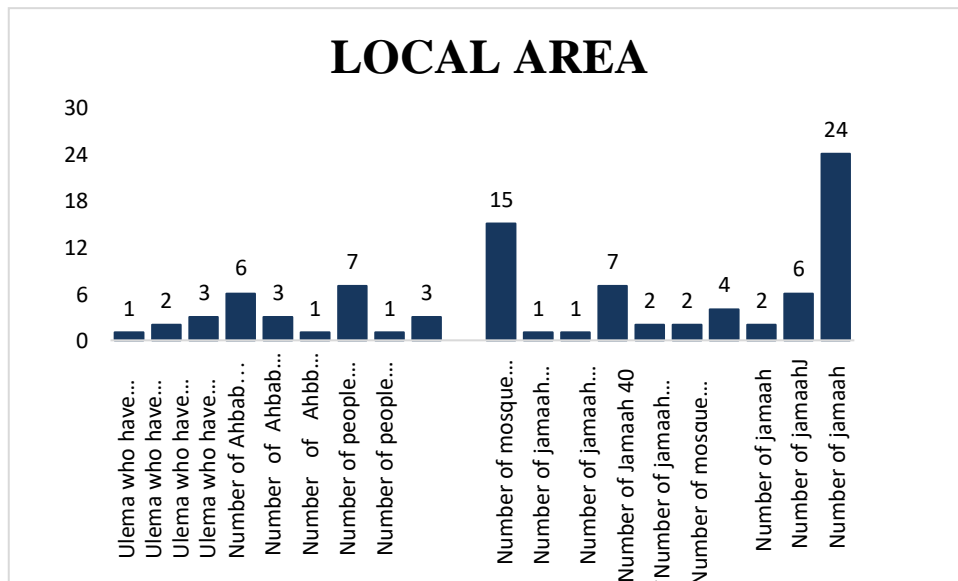 LOCAL AREA
30
24
18
12
6
0
1
2
3
6
3
1
7
1
3
15
1
1
7
2
2
4
2
6
24
Ulema who have...
Ulema who have...
Ulema who have...
Ulema who have...
Number of Ahbab...
Number of Ahbab...
Number of Ahbb...
Number of people...
Number of people...
Number of mosque...
Number of jamaah...
Number of jamaah...
Number of Jamaah 40
Number of jamaah...
Number of mosque...
Number of jamaah
Number of jamaahJ
Number of jamaah